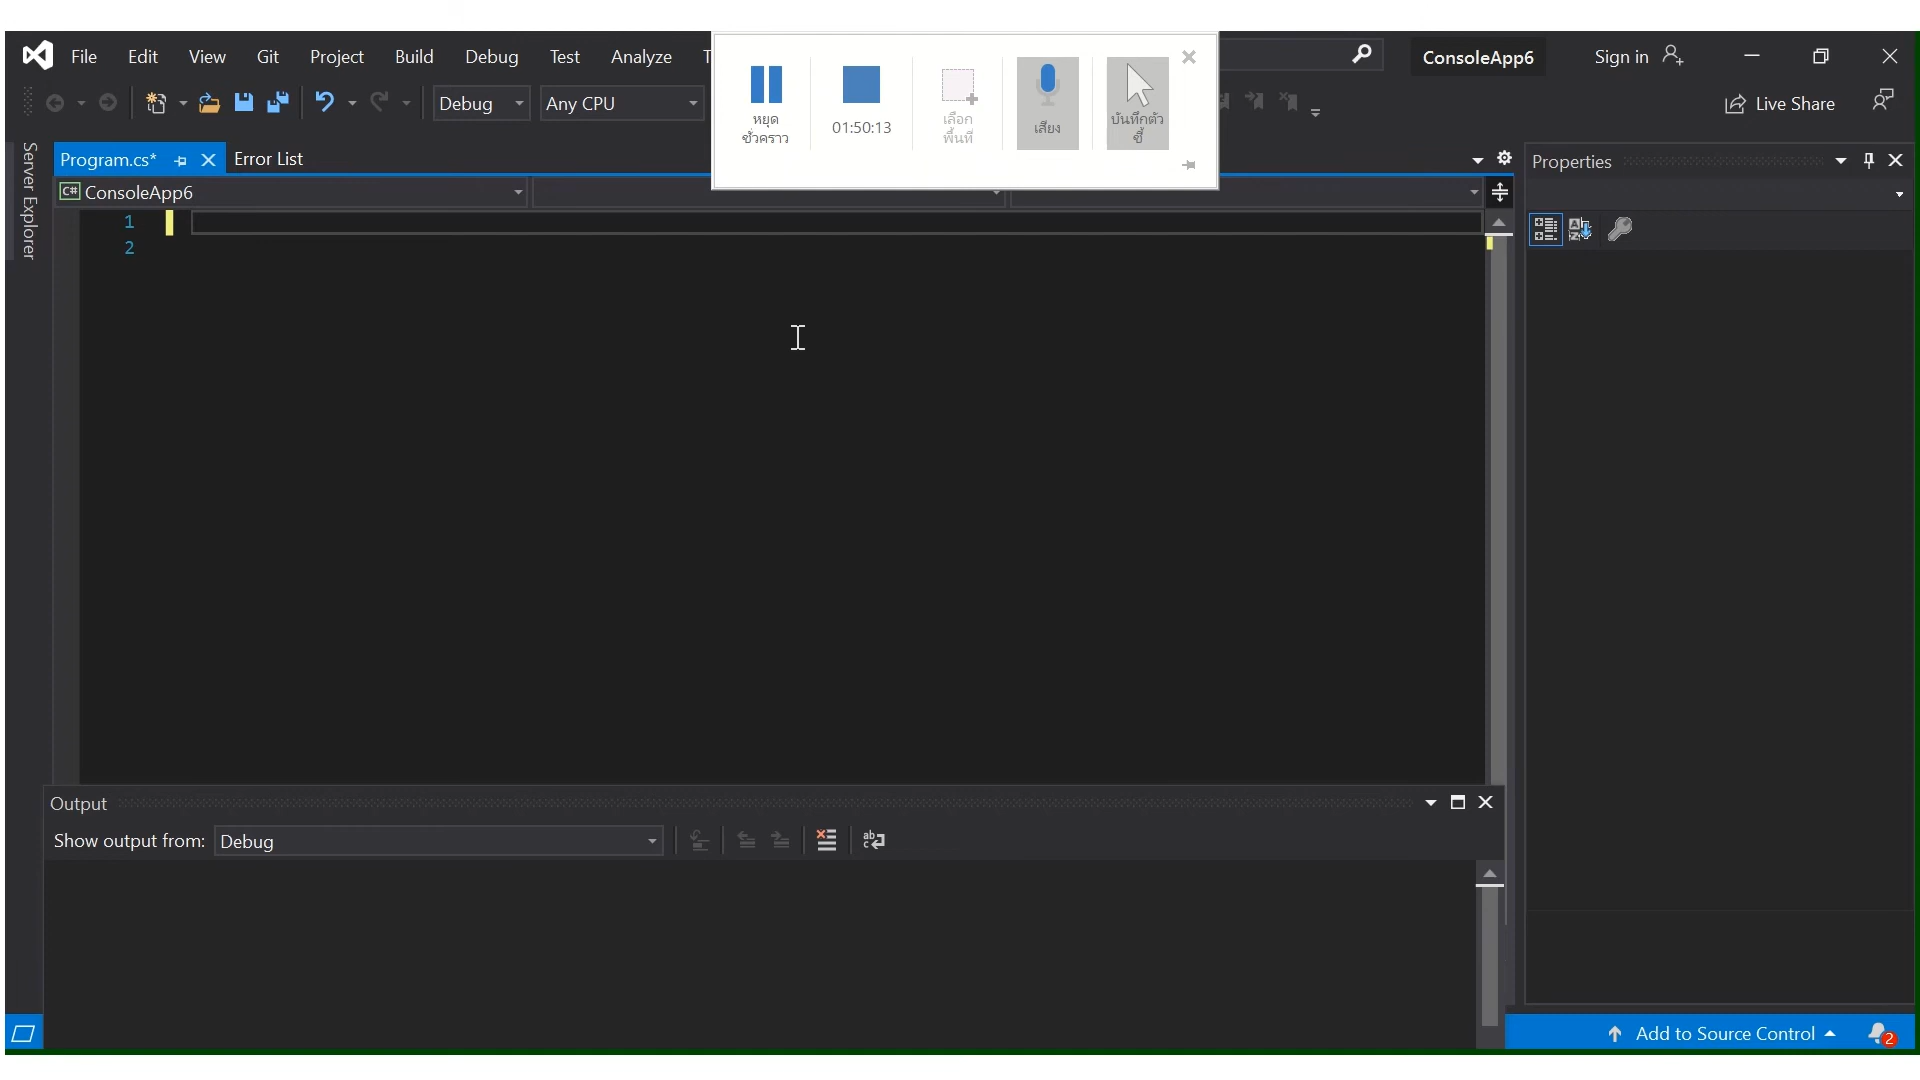 File Edit View Git Project Build Debug Test Analyze
ConsoleApp6
Sign in
Debug
Any CPU
หยุด
ชั่วคราว
01:50:13
เลือก
พื้นที่
เสียง
บันทึกตัว
ชี้
Live Share
Server Explorer
Program.cs*
Error List
C# ConsoleApp6
Properties
1
2
Output
Show output from: Debug
Add to Source Control
2